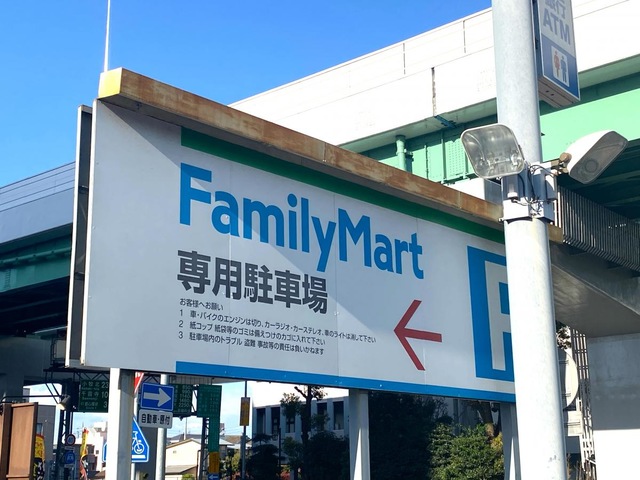 銀行
ATM
FamilyMart
専用駐車場
P
お客様へお願い
1 車・バイクのエンジンは切り、カーラジオ・カーステレオ、車のライトは消して下さい
2 紙コップ 紙袋等のゴミは備えつけのカゴに入れて下さい
3 駐車場内のトラブル 盗難 事故等の責任は負いかねます
自動車・原付